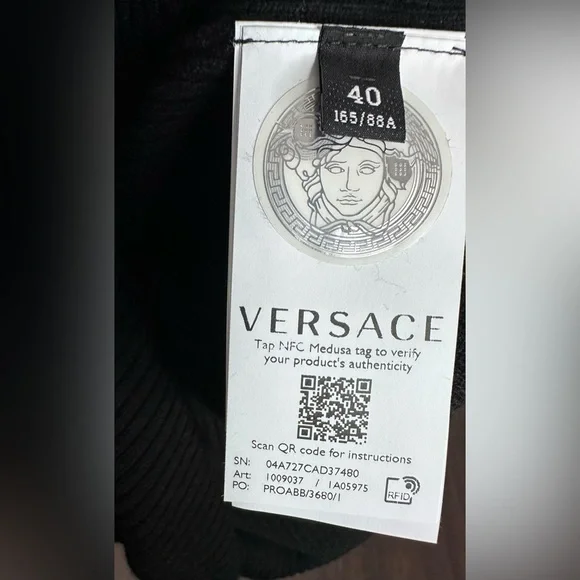 40
165/88A
VERSACE
Tap NFC Medusa tag to verify
your product's authenticity
Scan QR code for instructions
SN: 04A727CAD37480
Art: 1009037 / 1A05975
PO: PROABB/3680/1
RFID